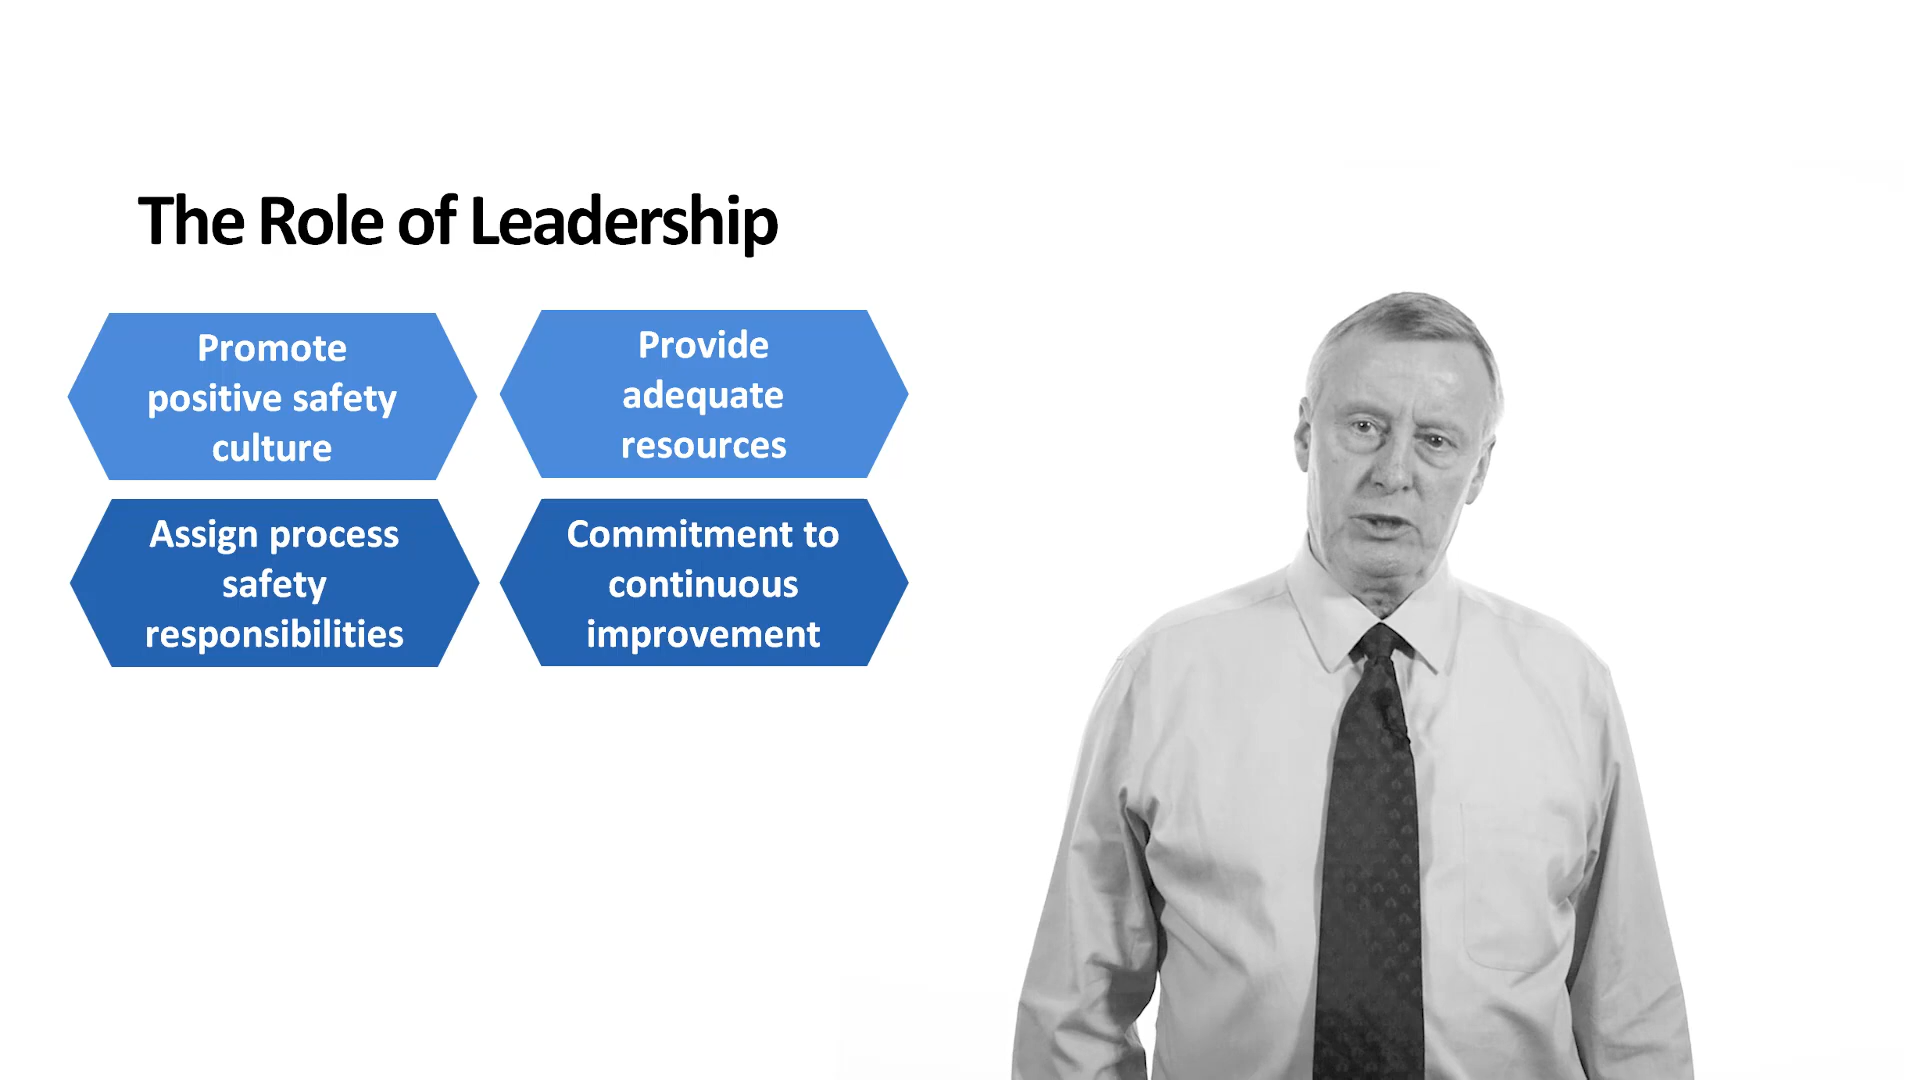 The Role of Leadership
Promote
positive safety
culture
Provide
adequate
resources
Assign process
safety
responsibilities
Commitment to
continuous
improvement